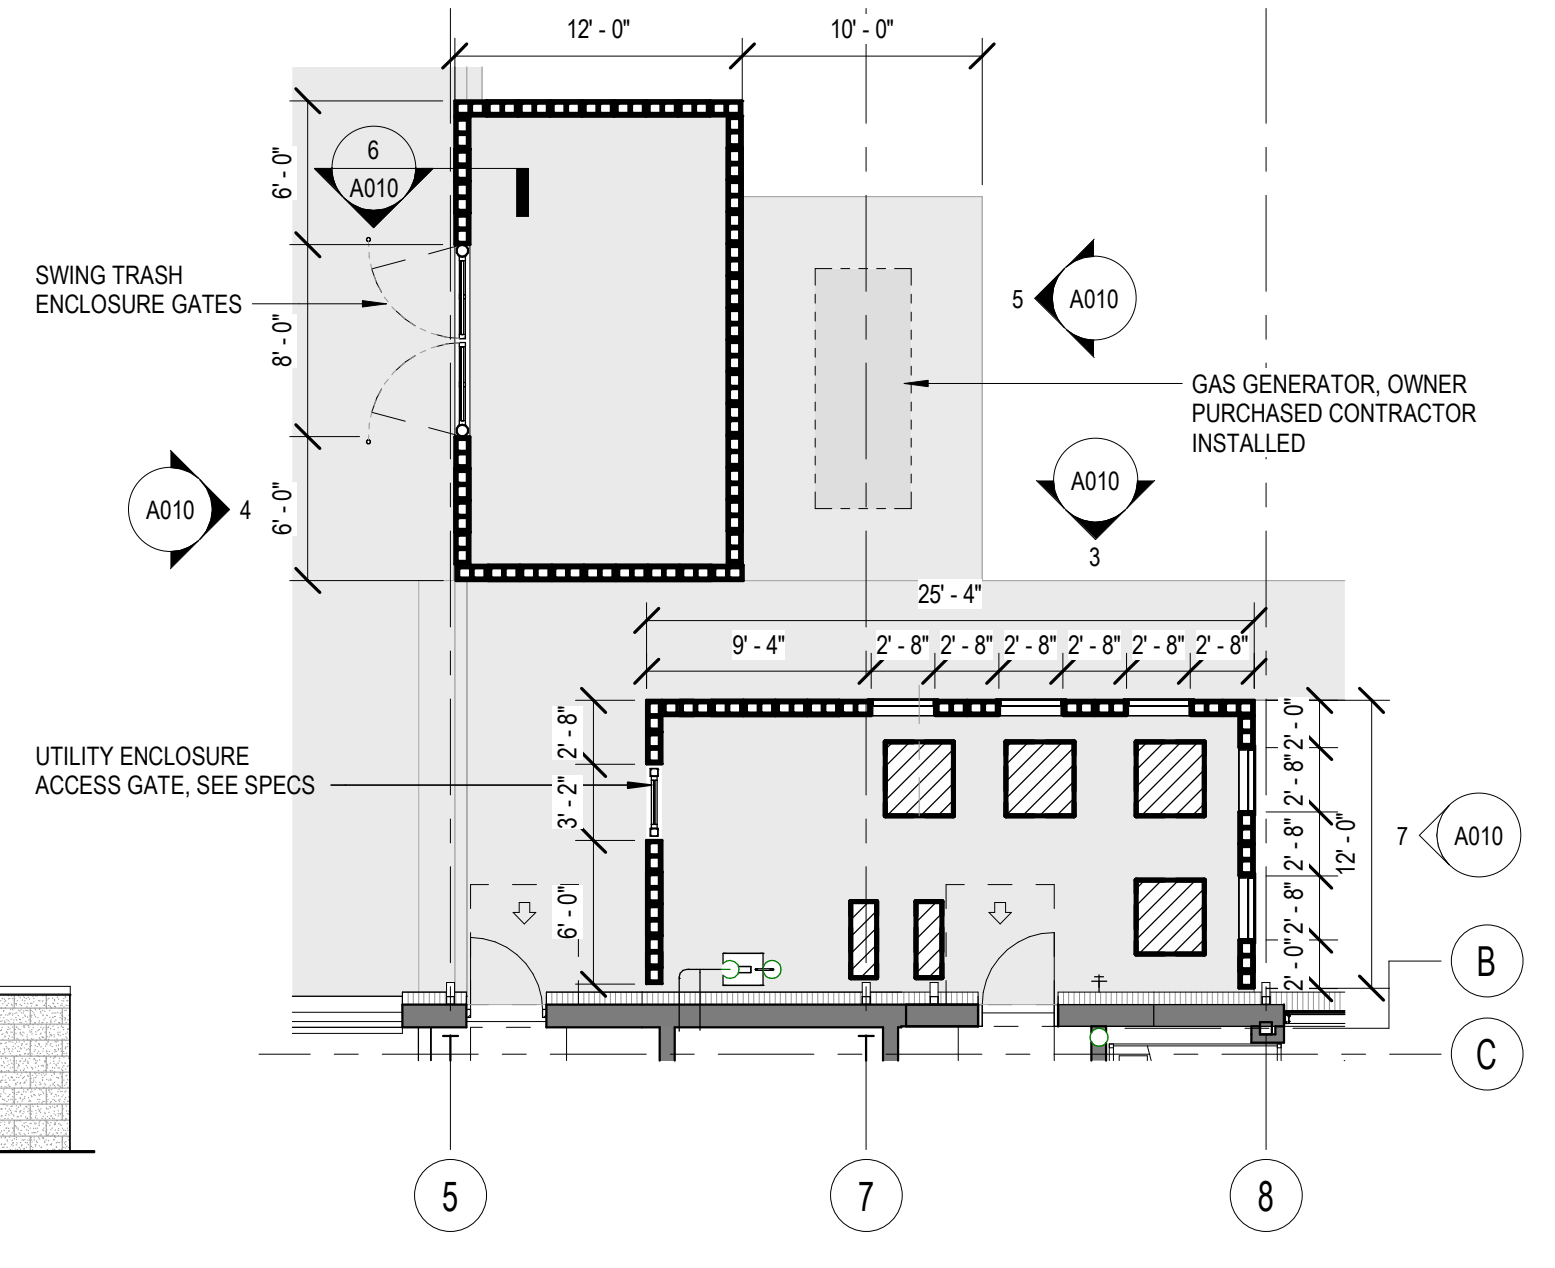 12' - 0"
10' - 0"
6' - 0"
6
A010
SWING TRASH
ENCLOSURE GATES
8' - 0"
5
A010
GAS GENERATOR, OWNER
PURCHASED CONTRACTOR
INSTALLED
A010
4
6' - 0"
A010
3
25' - 4"
9' - 4"
2' - 8"
2' - 8"
2' - 8"
2' - 8"
2' - 8"
2' - 8"
2' - 8"
2' - 0"
UTILITY ENCLOSURE
ACCESS GATE, SEE SPECS
3' - 2"
2' - 8"
2' - 8"
12' - 0"
7
A010
6' - 0"
2' - 8"
2' - 0"
B
C
5
7
8